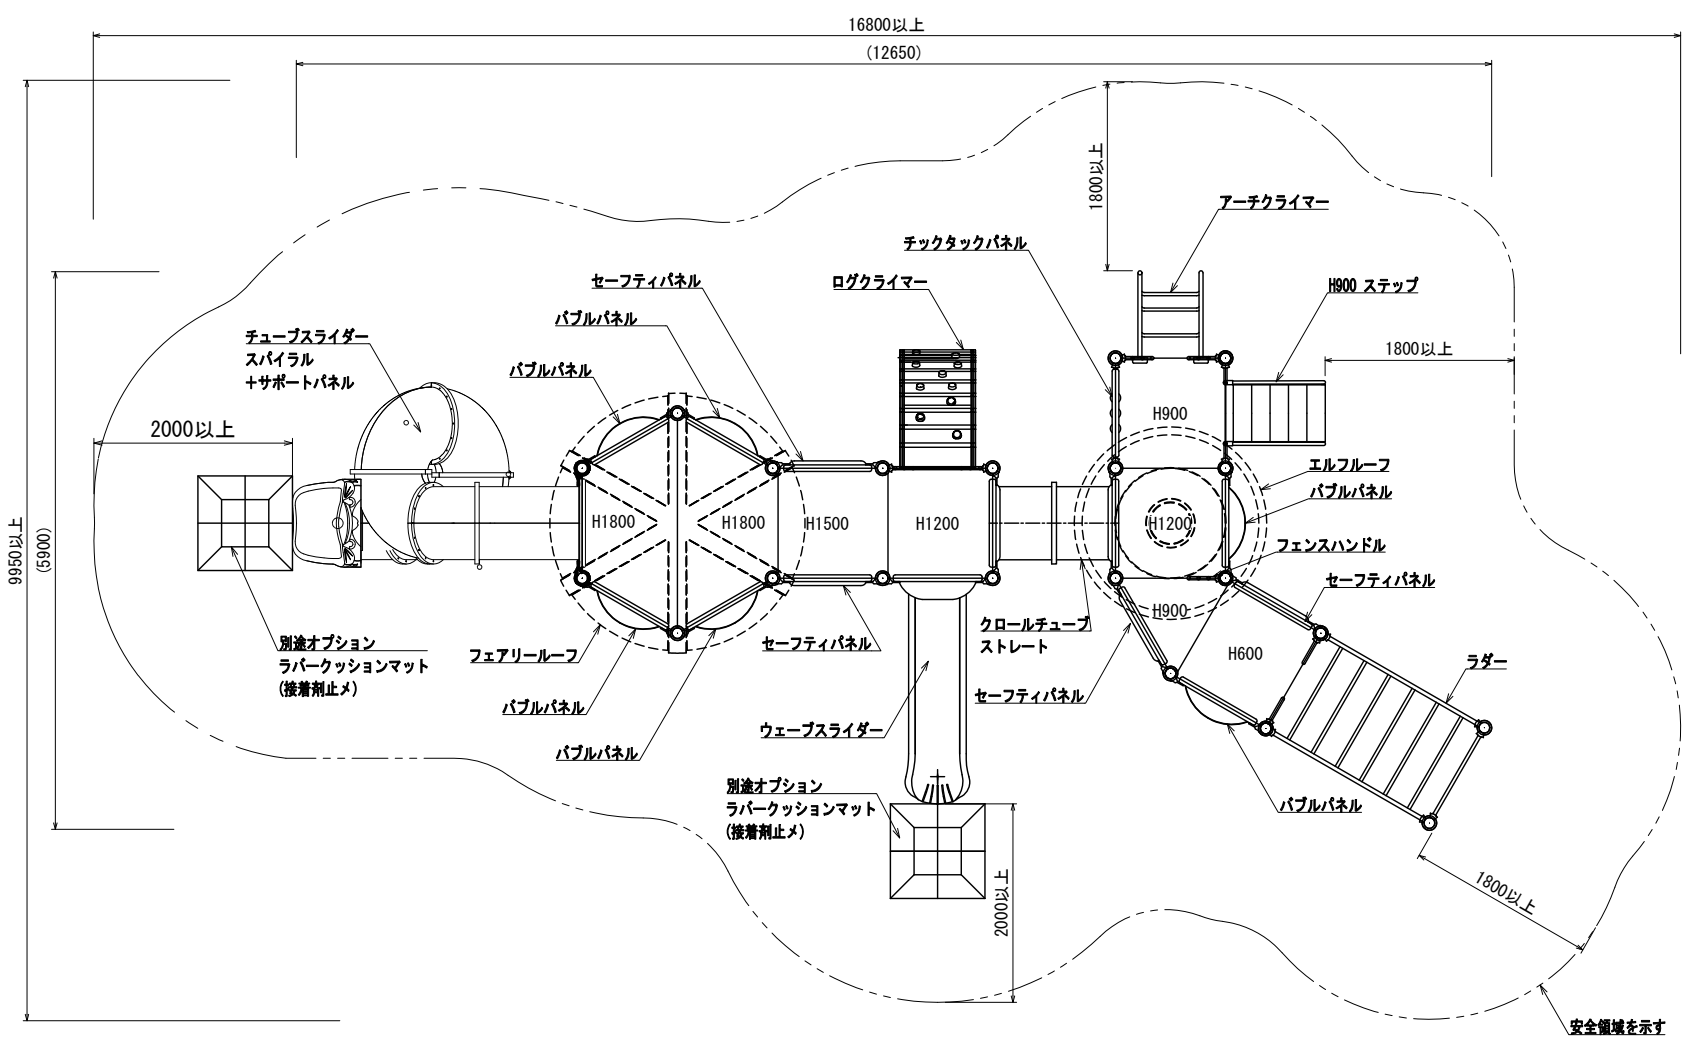 16800以上
(12650)
9950以上
(5900)
1800以上
アーチクライマー
チックタックパネル
セーフティパネル
ログクライマー
H900 ステップ
バブルパネル
チューブスライダー
スパイラル
+サポートパネル
1800以上
バブルパネル
2000以上
H900
エルフルーフ
バブルパネル
H1800
H1800
H1500
H1200
H1200
フェンスハンドル
セーフティパネル
H900
クロールチューブ
ストレート
別途オプション
ラバークッションマット
(接着剤止メ)
フェアリールーフ
セーフティパネル
H600
ラダー
セーフティパネル
バブルパネル
ウェーブスライダー
バブルパネル
別途オプション
ラバークッションマット
(接着剤止メ)
バブルパネル
2000以上
1800以上
安全領域を示す